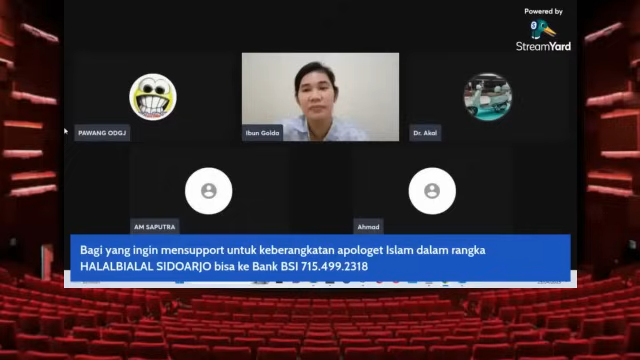 Powered by
StreamYard
PAWANG ODGJ
Ibun Golda
Dr. Akal
AM SAPUTRA
Ahmad
Bagi yang ingin mensupport untuk keberangkatan apologet Islam dalam rangka
HALALBIALAL SIDOARJO bisa ke Bank BSI 715.499.2318